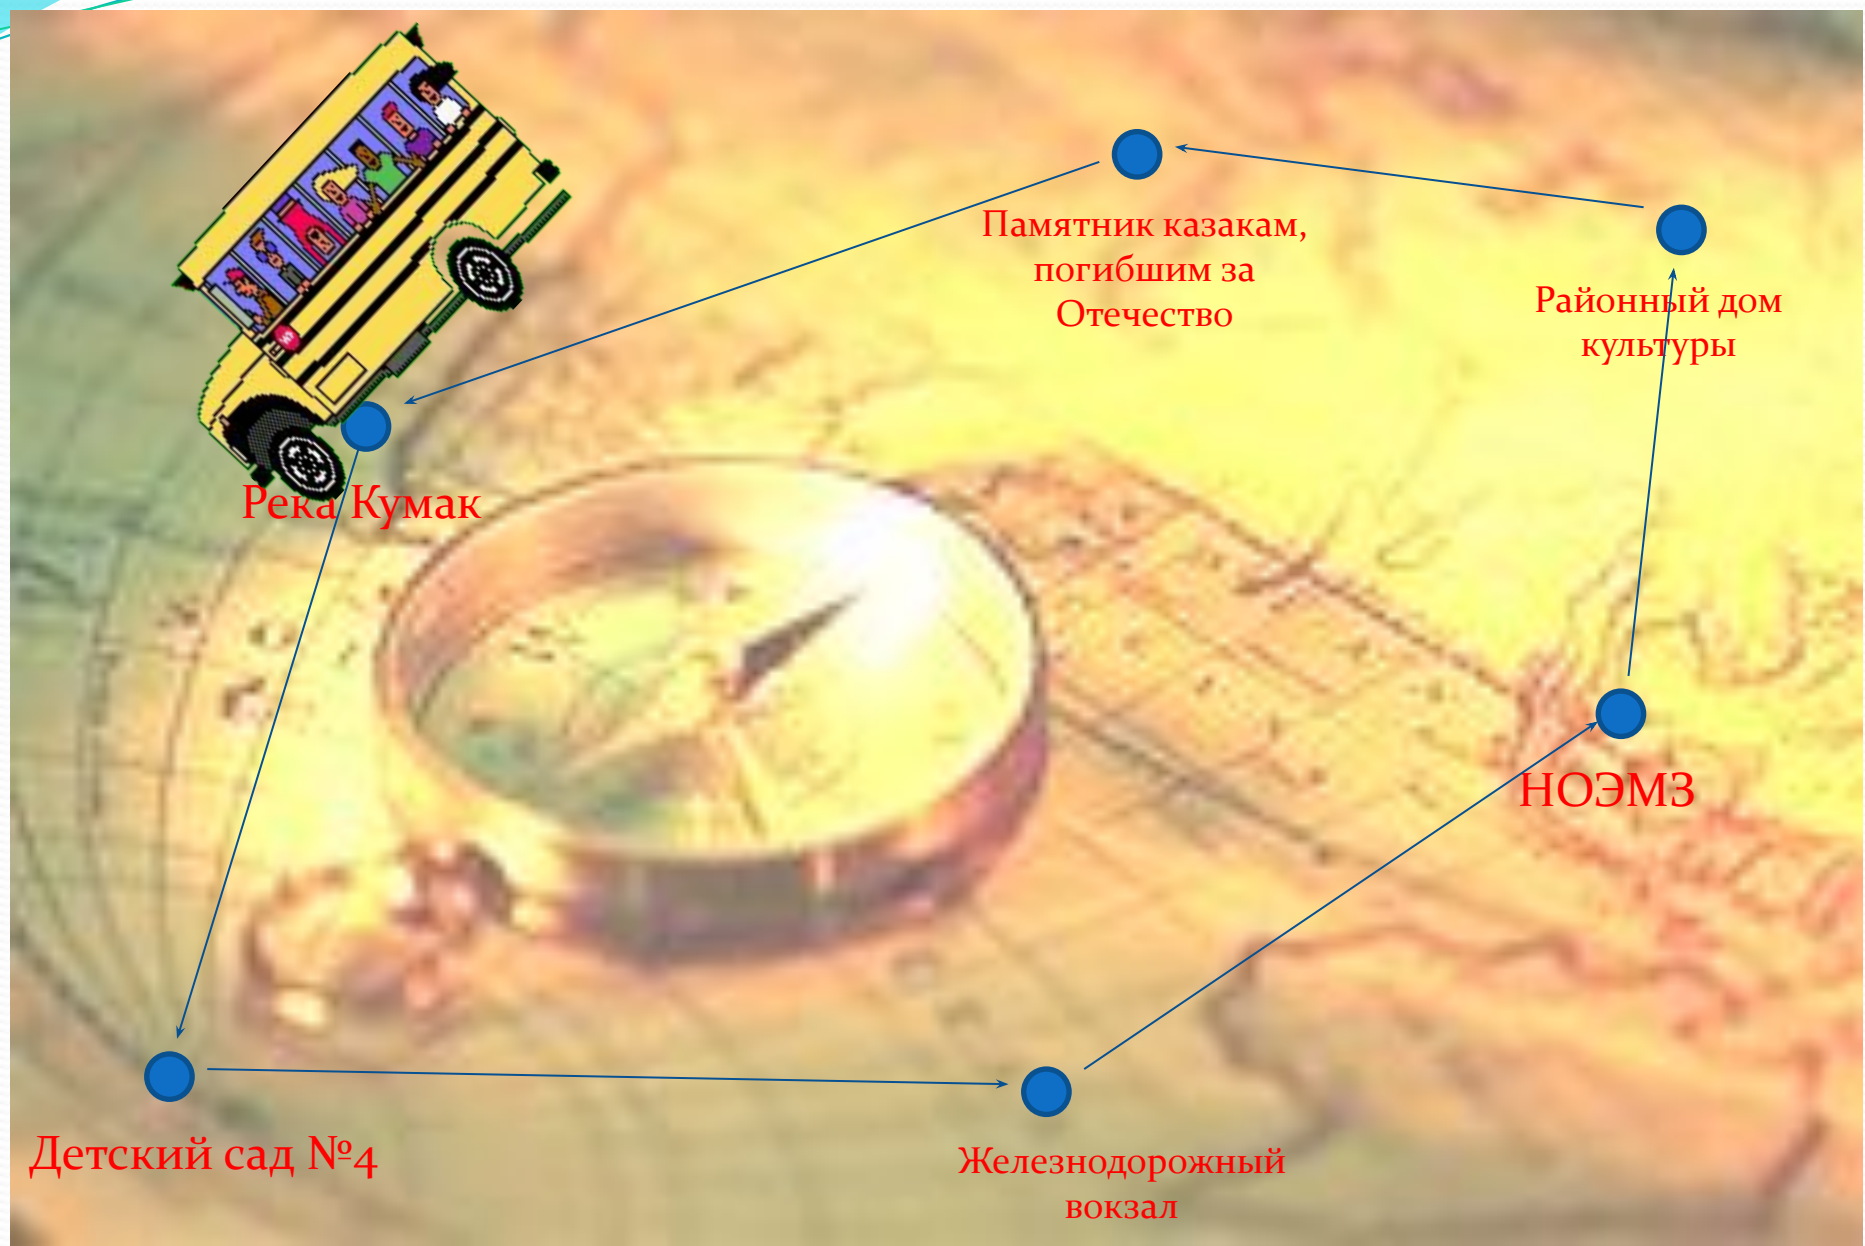 Памятник казакам,
погибшим за
Отечество
Районный дом
культуры
Река Кумак
НОЭМЗ
Детский сад №4
Железнодорожный
вокзал